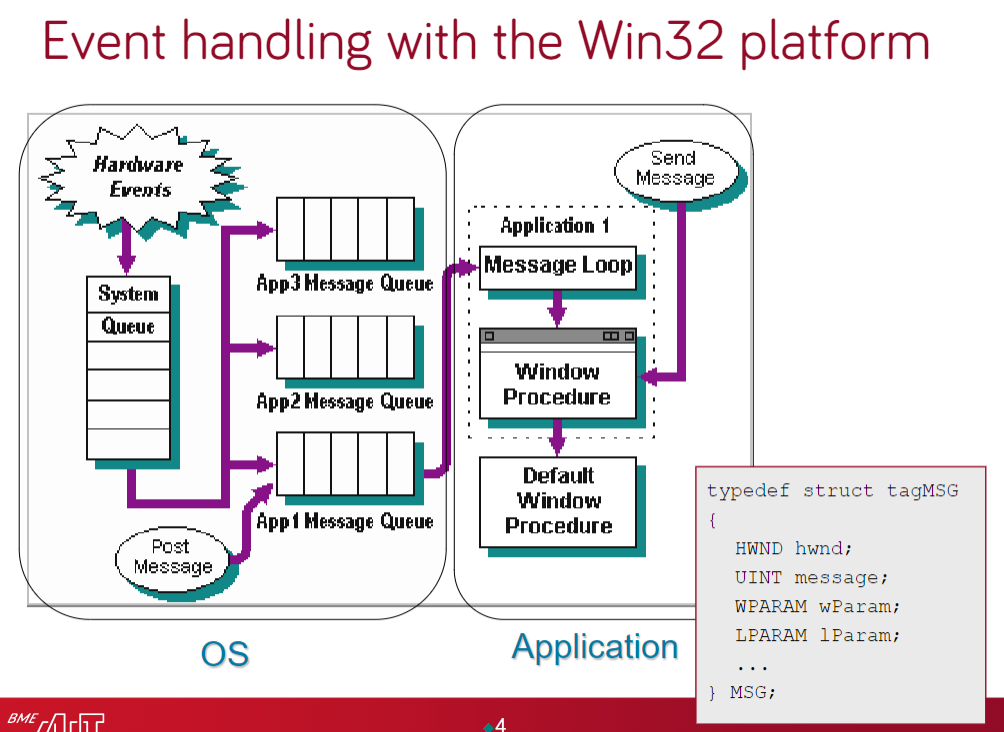 Event handling with the Win32 platform
Hardware
Events
System
Queue
App3 Message Queue
App2 Message Queue
App1 Message Queue
Post
Message
OS
Send
Message
Application 1
Message Loop
Window
Procedure
Default
Window
Procedure
Application
typedef struct tagMSG
{
HWND hwnd;
UINT message;
WPARAM wParam;
LPARAM lParam;
...
} MSG;
BME AUT
4